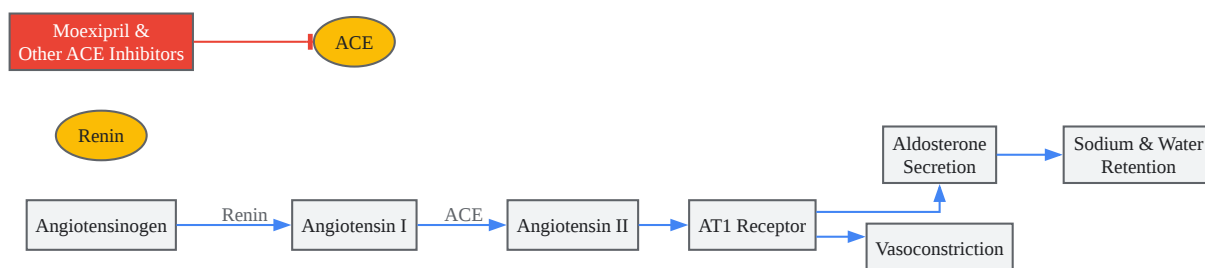 Moexipril &
Other ACE Inhibitors
ACE
Renin
Aldosterone
Secretion
Sodium & Water
Retention
Angiotensinogen
Renin
Angiotensin I
ACE
Angiotensin II
AT1 Receptor
Vasoconstriction